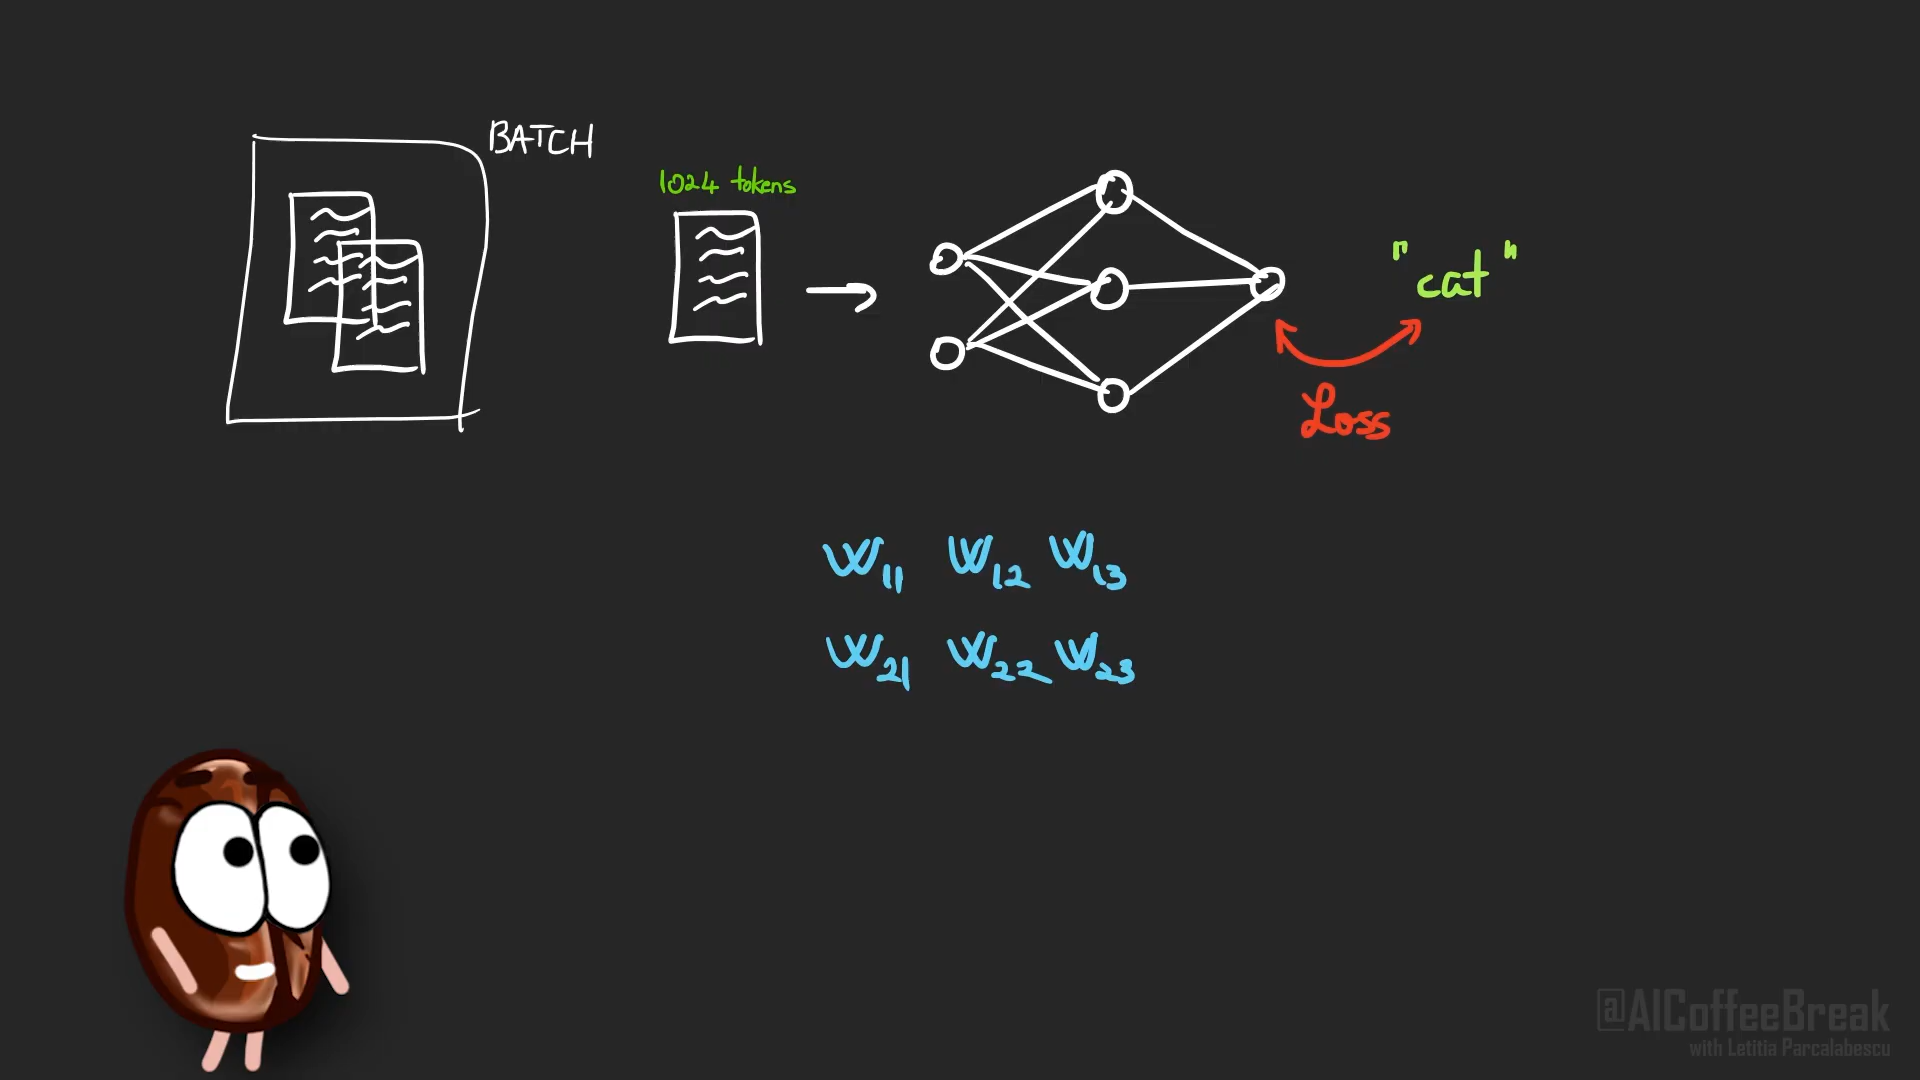 BATCH
1024 tokens
"cat"
Loss
W11 W12 W13
W21 W22 W23
@AICoffeeBreak
with Letitia Parcalabescu